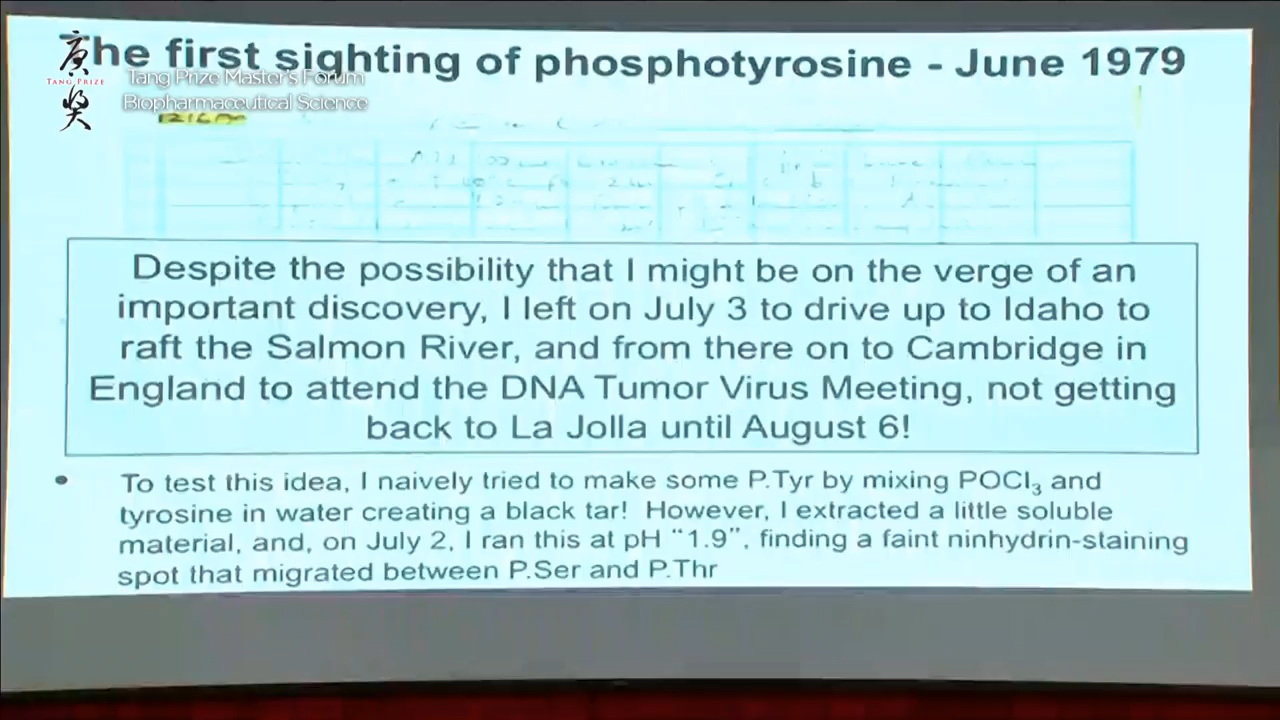 The first sighting of phosphotyrosine - June 1979
唐
TANG PRIZE
獎
Tang Prize Master's Forum
Biopharmaceutical Science
Despite the possibility that I might be on the verge of an
important discovery, I left on July 3 to drive up to Idaho to
raft the Salmon River, and from there on to Cambridge in
England to attend the DNA Tumor Virus Meeting, not getting
back to La Jolla until August 6!
• To test this idea, I naively tried to make some P.Tyr by mixing POCl₃ and
tyrosine in water creating a black tar! However, I extracted a little soluble
material, and, on July 2, I ran this at pH “1.9”, finding a faint ninhydrin-staining
spot that migrated between P.Ser and P.Thr